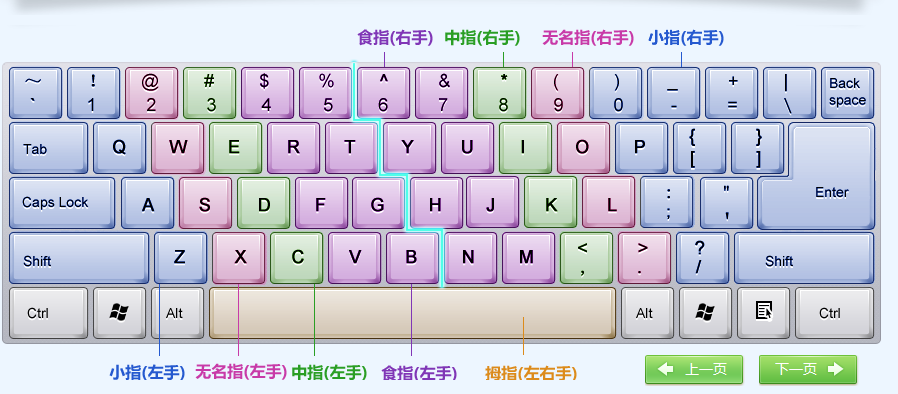 食指(右手) 中指(右手) 无名指(右手) 小指(右手)
～ ! @ # $ % ^ & * ( ) _ + | Back
` 1 2 3 4 5 6 7 8 9 0 - = \ space
Tab Q W E R T Y U I O P { [ } ]
Caps Lock A S D F G H J K L : ; " ' Enter
Shift Z X C V B N M < , > . ? / Shift
Ctrl Alt Alt Ctrl
小指(左手) 无名指(左手) 中指(左手) 食指(左手) 拇指(左右手)
上一页 下一页